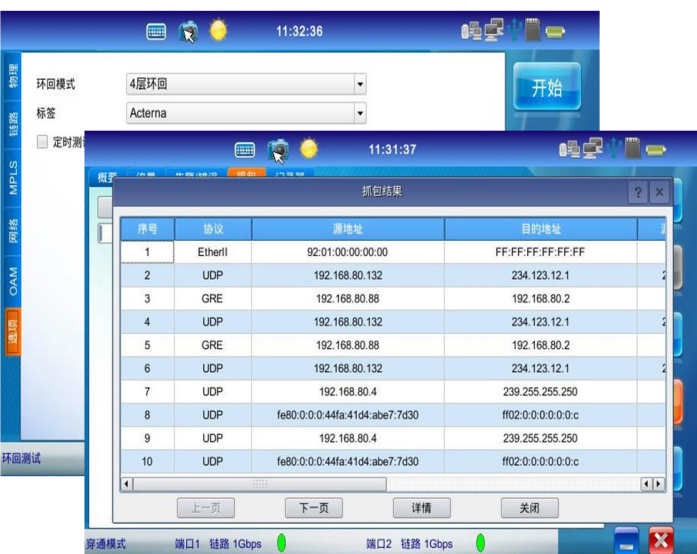 11:32:36
物理
链路
MPLS
网络
OAM
选项
环回模式 4层环回
标签 Acterna
定时测
开始
环回测试
11:31:37
抓包结果 ? ×
序号 协议 源地址 目的地址
1 EtherII 92:01:00:00:00:00 FF:FF:FF:FF:FF:FF
2 UDP 192.168.80.132 234.123.12.1 2
3 GRE 192.168.80.88 192.168.80.2
4 UDP 192.168.80.132 234.123.12.1 2
5 GRE 192.168.80.88 192.168.80.2
6 UDP 192.168.80.132 234.123.12.1 2
7 UDP 192.168.80.4 239.255.255.250
8 UDP fe80:0:0:0:44fa:41d4:abe7:7d30 ff02:0:0:0:0:0:0:c
9 UDP 192.168.80.4 239.255.255.250
10 UDP fe80:0:0:0:44fa:41d4:abe7:7d30 ff02:0:0:0:0:0:0:c
上一页 下一页 详情 关闭
穿通模式 端口1 链路 1Gbps 端口2 链路 1Gbps